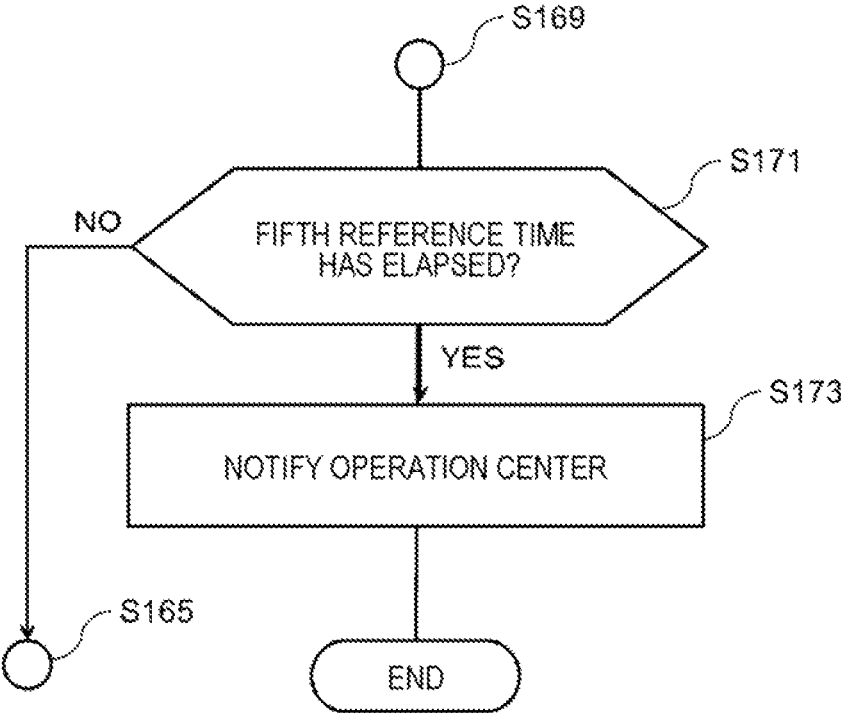 S169
S171
NO
FIFTH REFERENCE TIME
HAS ELAPSED?
YES
S173
NOTIFY OPERATION CENTER
S165
END